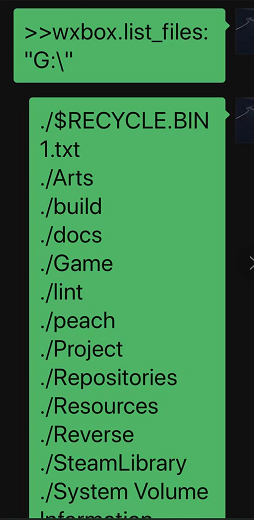 >>wxbox.list_files:
"G:\"
./$RECYCLE.BIN
1.txt
./Arts
./build
./docs
./Game
./lint
./peach
./Project
./Repositories
./Resources
./Reverse
./SteamLibrary
./System Volume
Information